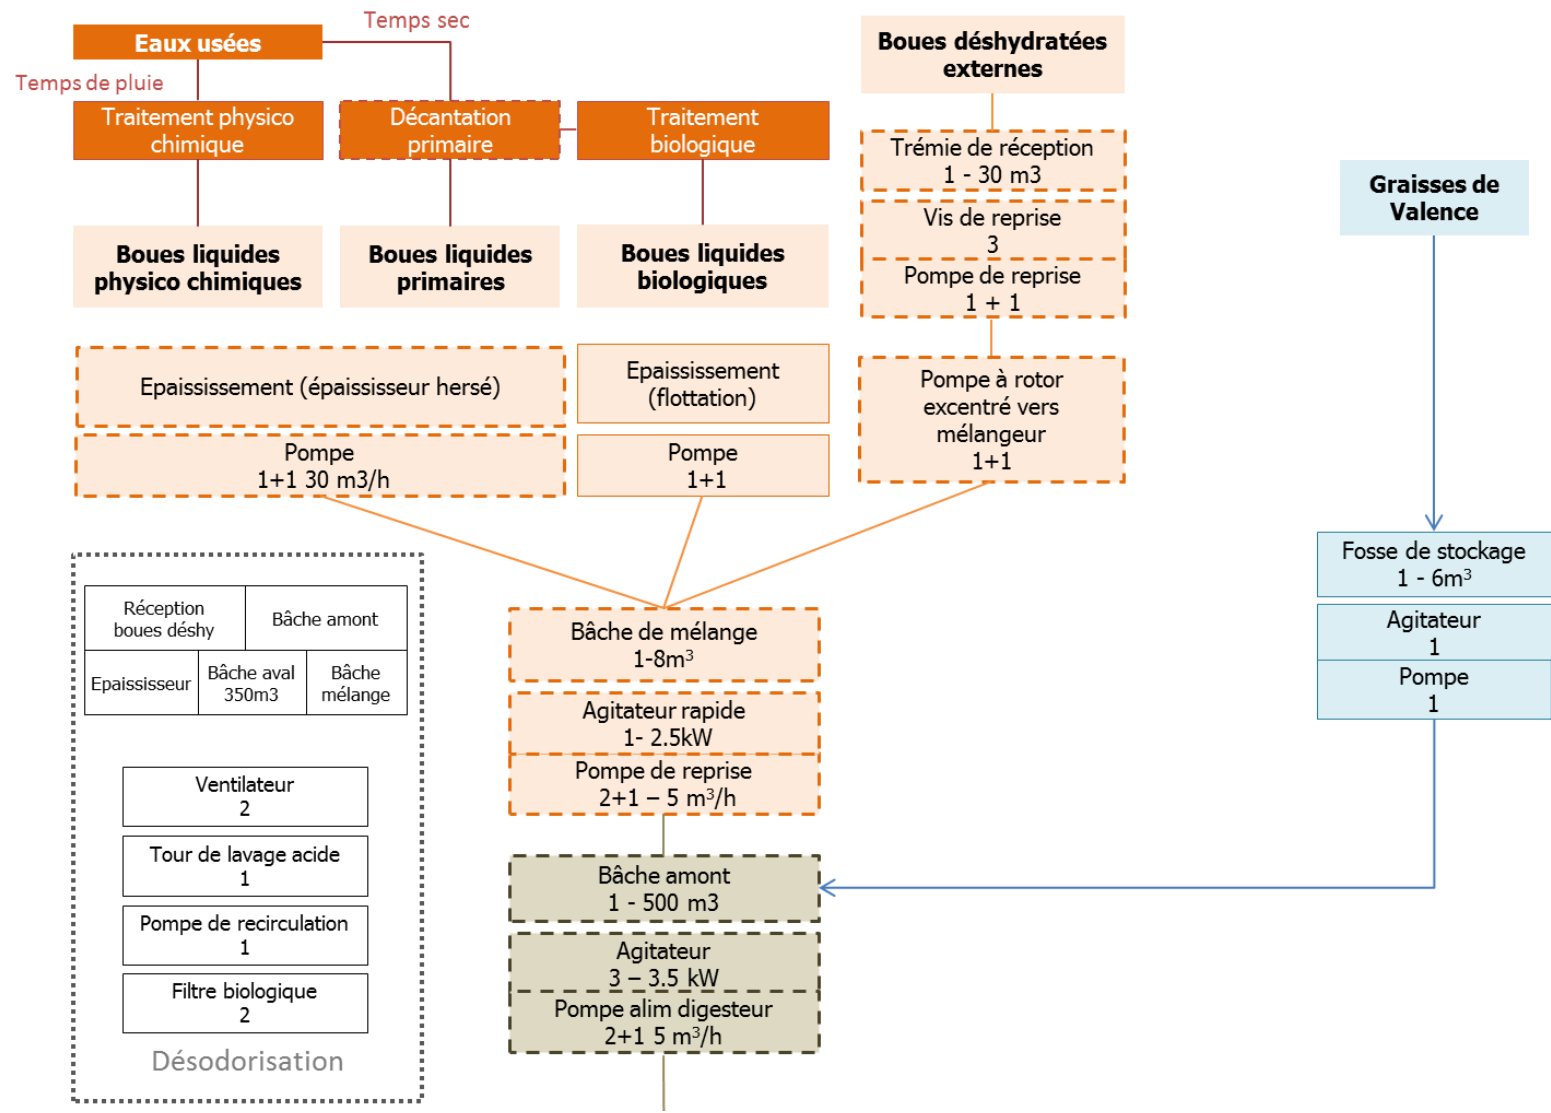 Temps sec
Eaux usées
Temps de pluie
Traitement physico
chimique
Décantation
primaire
Traitement
biologique
Boues liquides
physico chimiques
Boues liquides
primaires
Boues liquides
biologiques
Epaississement (épaississeur hersé)
Pompe
1+1 30 m3/h
Epaississement
(flottation)
Pompe
1+1
Boues déshydratées
externes
Trémie de réception
1 - 30 m3
Vis de reprise
3
Pompe de reprise
1 + 1
Pompe à rotor
excentré vers
mélangeur
1+1
Graisses de
Valence
Fosse de stockage
1 - 6m³
Agitateur
1
Pompe
1
Bâche de mélange
1-8m³
Agitateur rapide
1- 2.5kW
Pompe de reprise
2+1 – 5 m³/h
Bâche amont
1 - 500 m3
Agitateur
3 – 3.5 kW
Pompe alim digesteur
2+1 5 m³/h
Réception
boues déshy
Bâche amont
Epaississeur
Bâche aval
350m3
Bâche
mélange
Ventilateur
2
Tour de lavage acide
1
Pompe de recirculation
1
Filtre biologique
2
Désodorisation